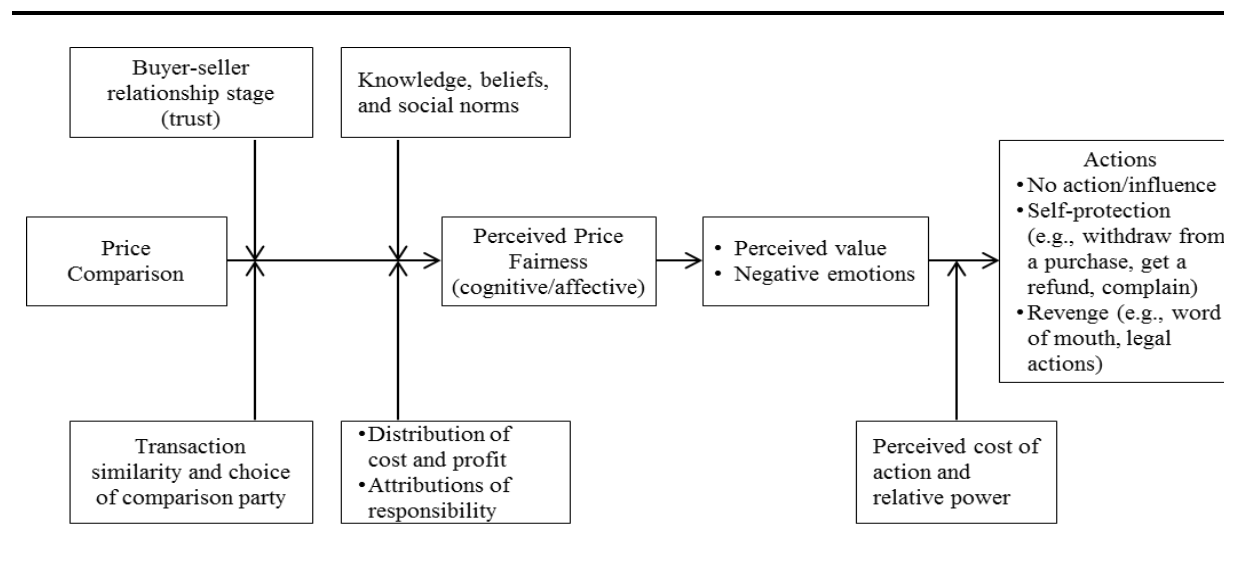 Buyer-seller
relationship stage
(trust)
Knowledge, beliefs,
and social norms
Price
Comparison
Perceived Price
Fairness
(cognitive/affective)
• Perceived value
• Negative emotions
Actions
•No action/influence
•Self-protection
(e.g., withdraw from
a purchase, get a
refund, complain)
•Revenge (e.g., word
of mouth, legal
actions)
Transaction
similarity and choice
of comparison party
•Distribution of
cost and profit
•Attributions of
responsibility
Perceived cost of
action and
relative power